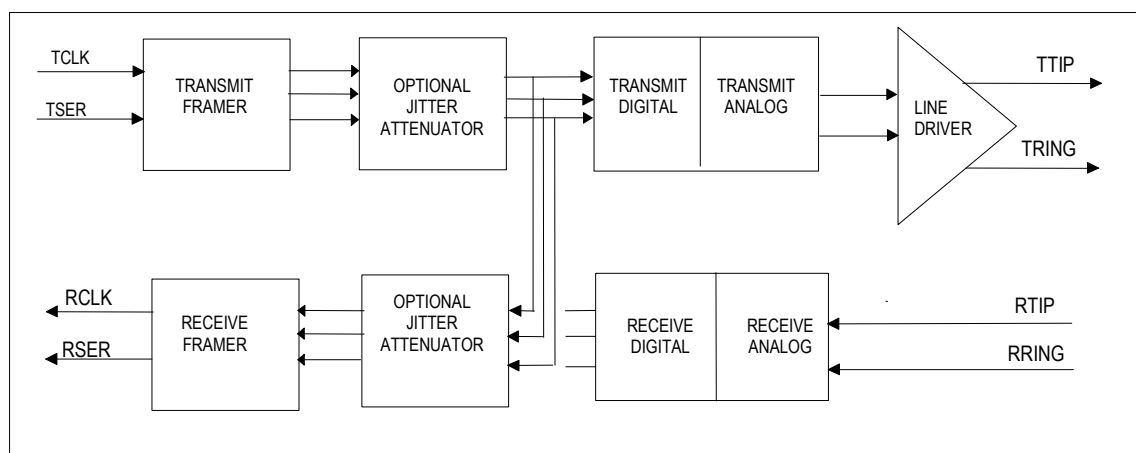 TCLK
TSER
TRANSMIT
FRAMER
OPTIONAL
JITTER
ATTENUATOR
TRANSMIT
DIGITAL
TRANSMIT
ANALOG
LINE
DRIVER
TTIP
TRING
RCLK
RSER
RECEIVE
FRAMER
OPTIONAL
JITTER
ATTENUATOR
RECEIVE
DIGITAL
RECEIVE
ANALOG
RTIP
RRING